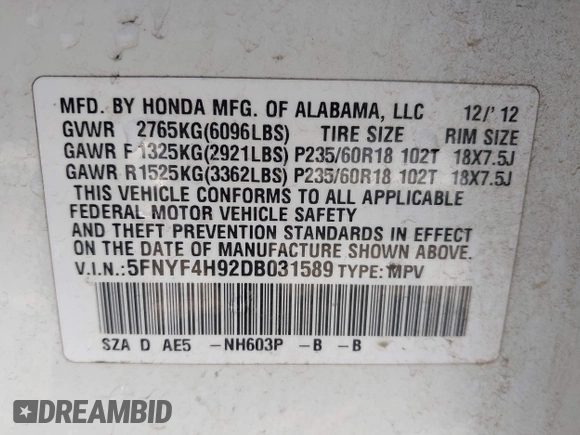 MFD. BY HONDA MFG. OF ALABAMA, LLC 12/'12
GVWR 2765KG(6096LBS) TIRE SIZE RIM SIZE
GAWR F1325KG(2921LBS) P235/60R18 102T 18X7.5J
GAWR R1525KG(3362LBS) P235/60R18 102T 18X7.5J
THIS VEHICLE CONFORMS TO ALL APPLICABLE
FEDERAL MOTOR VEHICLE SAFETY
AND THEFT PREVENTION STANDARDS IN EFFECT
ON THE DATE OF MANUFACTURE SHOWN ABOVE.
V.I.N.:5FNYF4H92DB031589 TYPE: MPV
SZA D AE5 -NH603P -B -B
DREAMBID